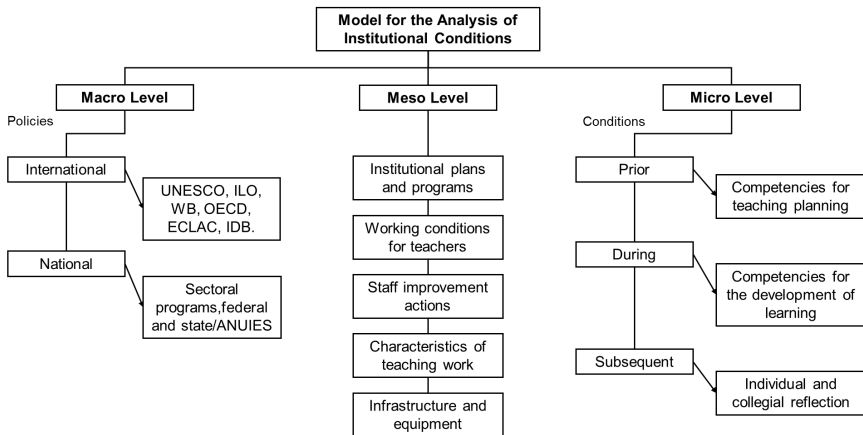 Model for the Analysis of
Institutional Conditions
Macro Level
Meso Level
Micro Level
Policies
Conditions
International
UNESCO, ILO,
WB, OECD,
ECLAC, IDB.
National
Sectoral
programs,federal
and state/ANUIES
Institutional plans
and programs
Working conditions
for teachers
Staff improvement
actions
Characteristics of
teaching work
Infrastructure and
equipment
Prior
Competencies for
teaching planning
During
Competencies for
the development of
learning
Subsequent
Individual and
collegial reflection